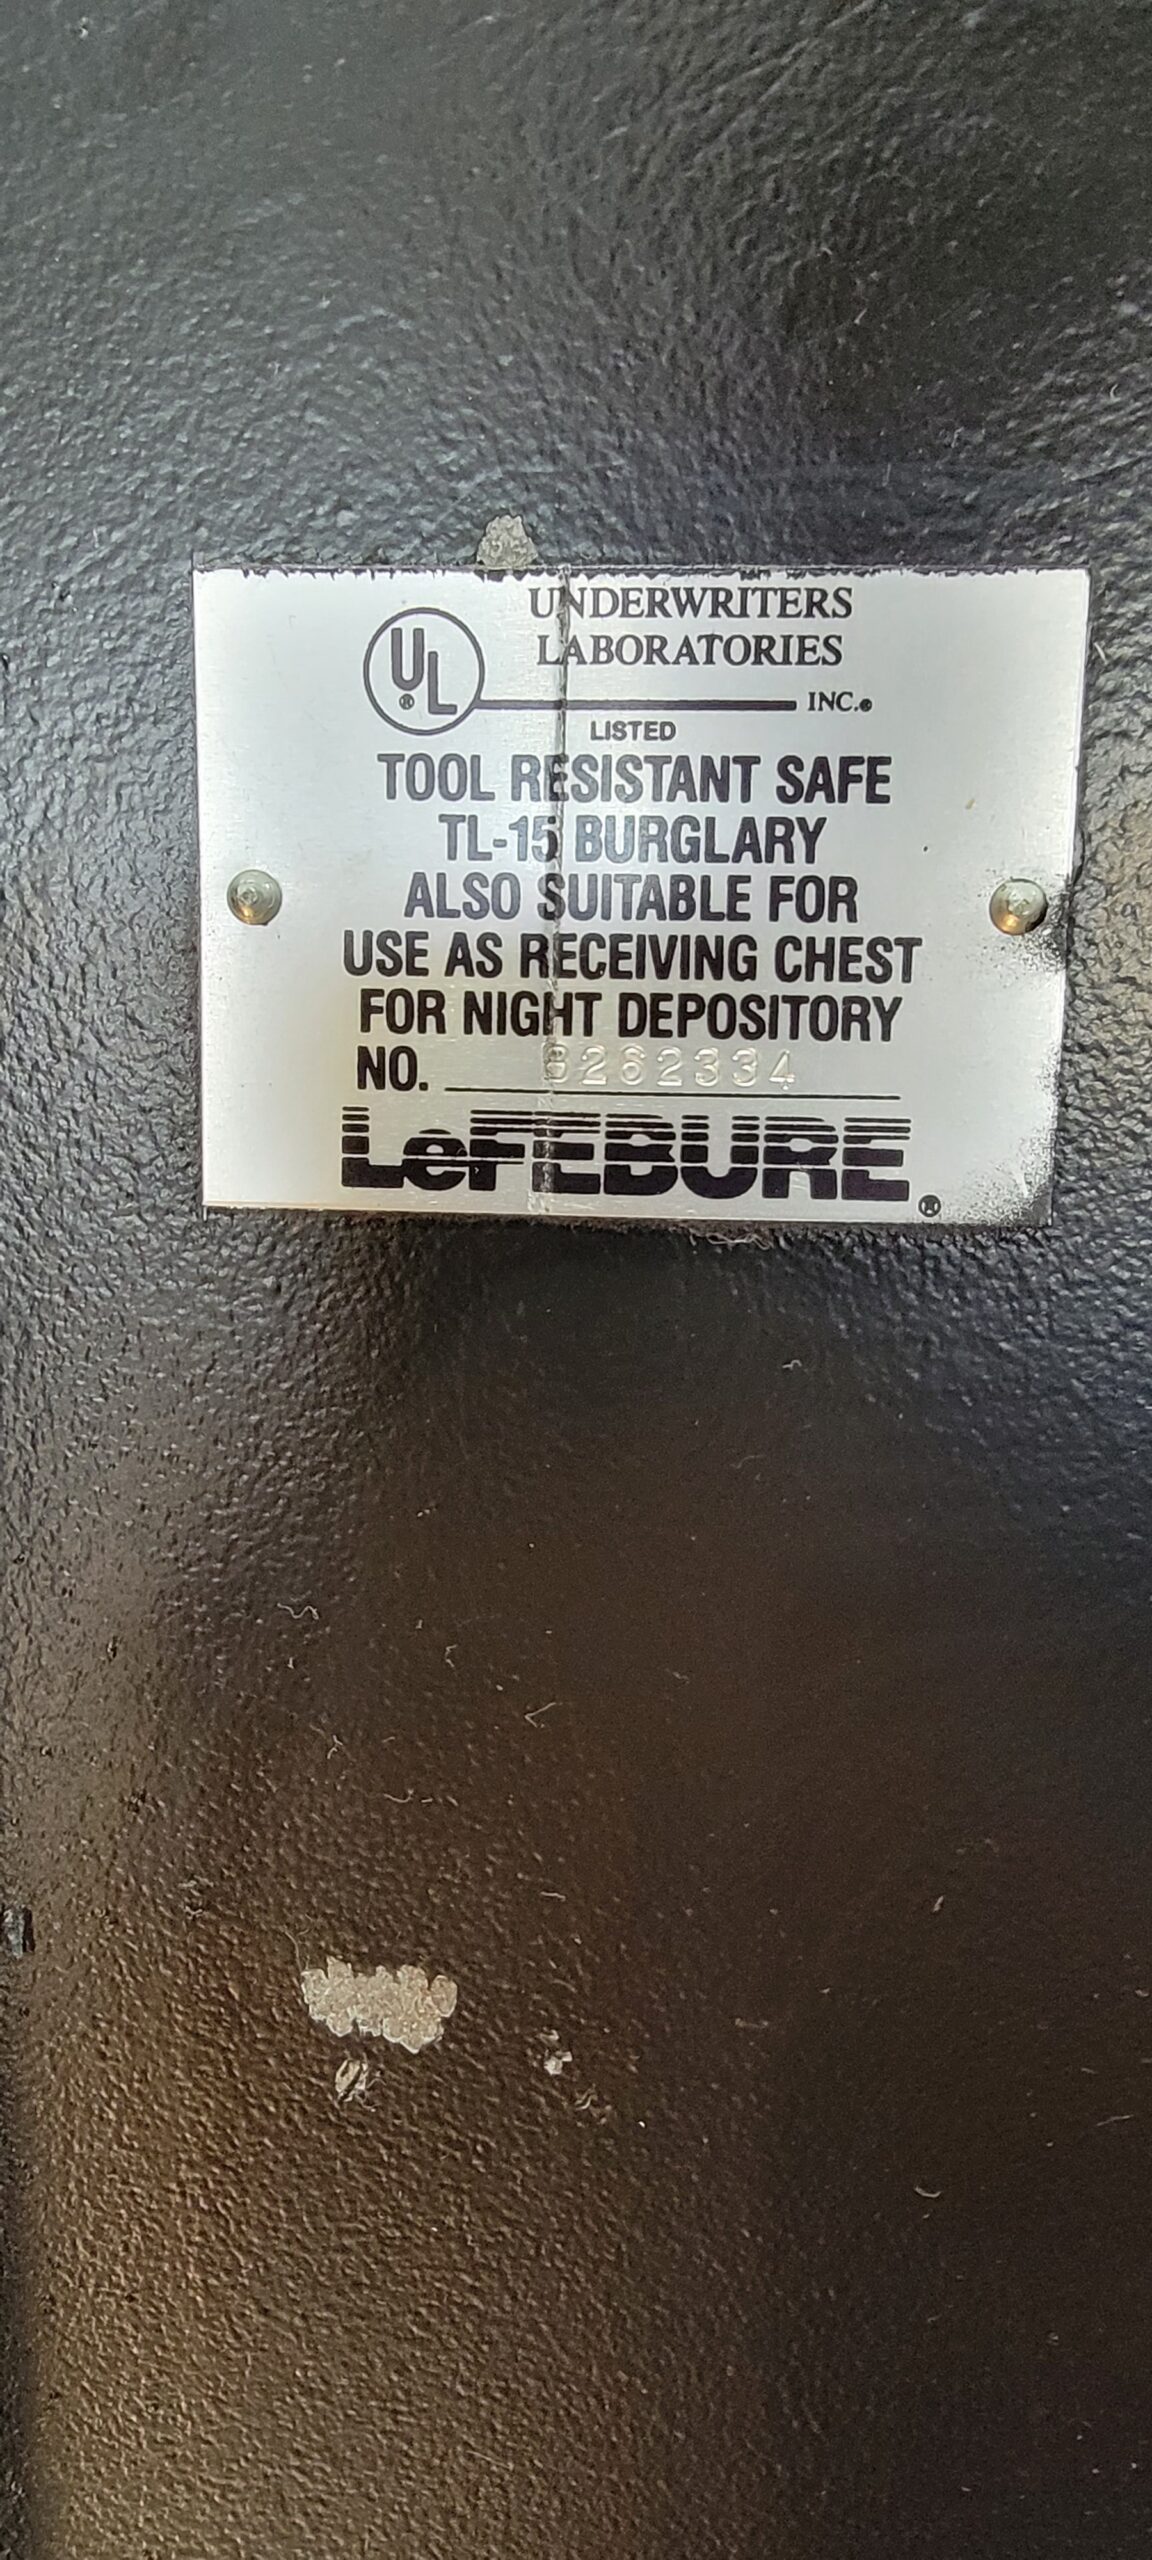 UL®
UNDERWRITERS
LABORATORIES
INC.®
LISTED
TOOL RESISTANT SAFE
TL-15 BURGLARY
ALSO SUITABLE FOR
USE AS RECEIVING CHEST
FOR NIGHT DEPOSITORY
NO.
LeFEBURE®